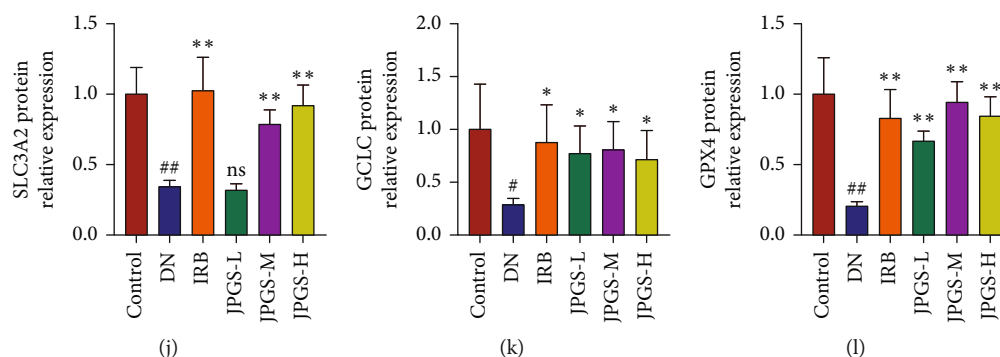 SLC3A2 protein
relative expression
1.5
1.0
0.5
0.0
##
**
ns
**
**
Control
DN
IRB
JPGS-L
JPGS-M
JPGS-H
(j)
GCLC protein
relative expression
2.0
1.5
1.0
0.5
0.0
#
*
*
*
*
Control
DN
IRB
JPGS-L
JPGS-M
JPGS-H
(k)
GPX4 protein
relative expression
1.5
1.0
0.5
0.0
##
**
**
**
**
Control
DN
IRB
JPGS-L
JPGS-M
JPGS-H
(l)